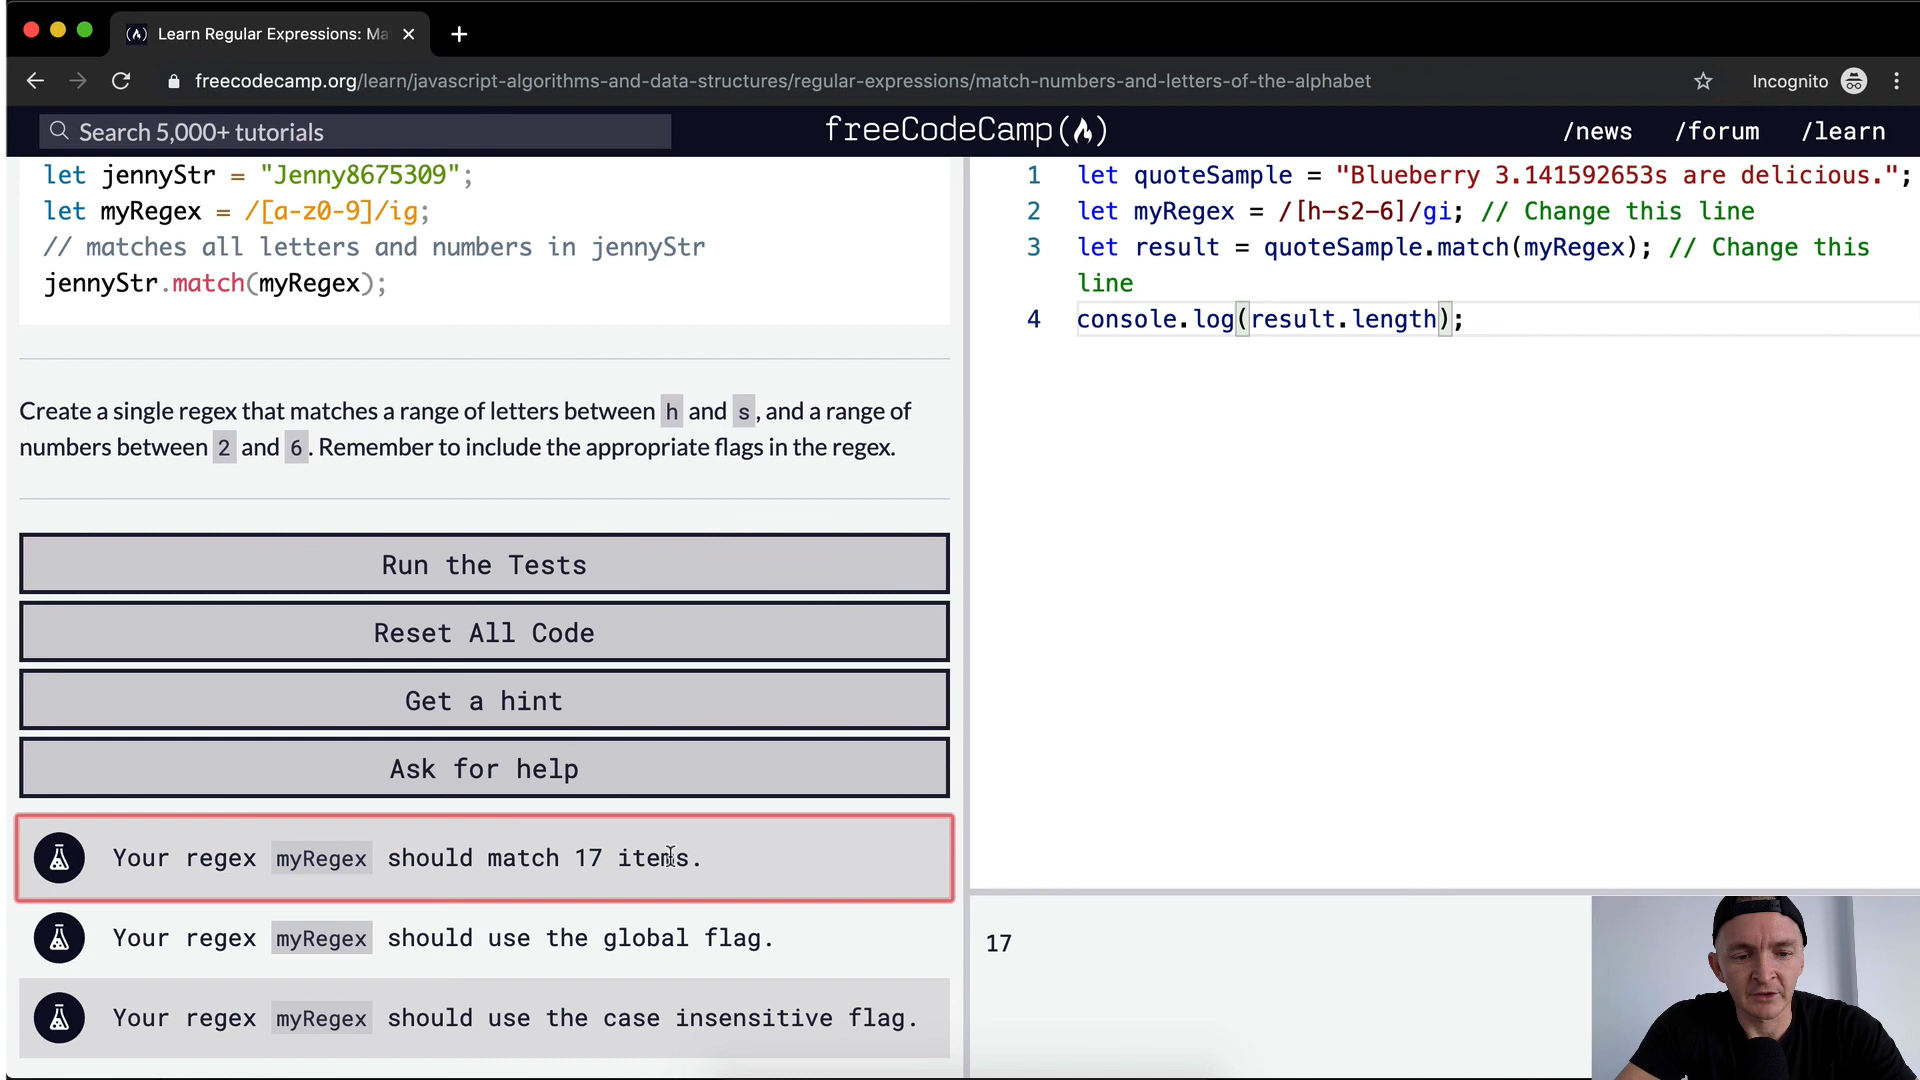 Learn Regular Expressions: Ma
freecodecamp.org/learn/javascript-algorithms-and-data-structures/regular-expressions/match-numbers-and-letters-of-the-alphabet
Incognito
Search 5,000+ tutorials
freeCodeCamp(🔥)
/news
/forum
/learn
let jennyStr = "Jenny8675309";
let myRegex = /[a-z0-9]/ig;
// matches all letters and numbers in jennyStr
jennyStr.match(myRegex);
Create a single regex that matches a range of letters between h and s, and a range of
numbers between 2 and 6. Remember to include the appropriate flags in the regex.
Run the Tests
Reset All Code
Get a hint
Ask for help
Your regex myRegex should match 17 items.
Your regex myRegex should use the global flag.
Your regex myRegex should use the case insensitive flag.
1 let quoteSample = "Blueberry 3.141592653s are delicious.";
2 let myRegex = /[h-s2-6]/gi; // Change this line
3 let result = quoteSample.match(myRegex); // Change this
line
4 console.log(result.length);
17